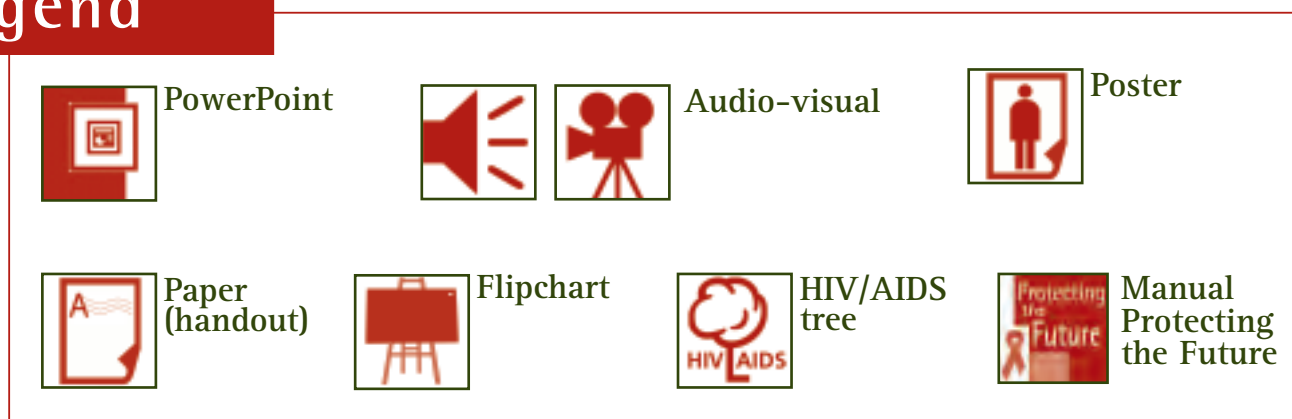 gend
PowerPoint
Audio-visual
Poster
A
Paper
(handout)
Flipchart
HIV AIDS
HIV/AIDS
tree
Protecting
the
Future
Manual
Protecting
the Future